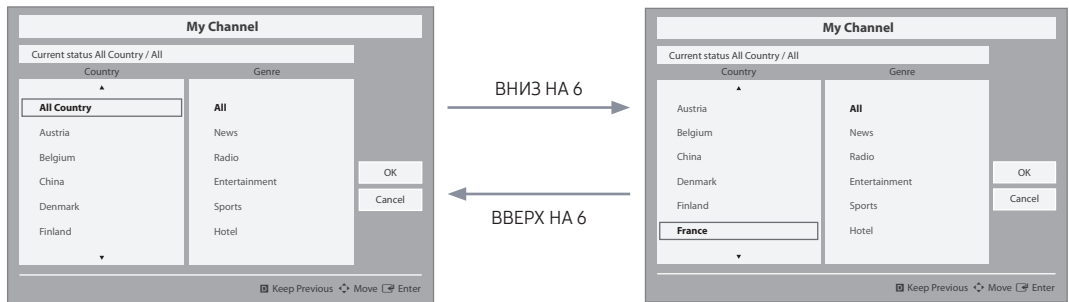 My Channel
Current status All Country / All
Country Genre
All Country All
Austria News
Belgium Radio
China Entertainment
Denmark Sports
Finland Hotel
OK
Cancel
D Keep Previous Move Enter
ВНИЗ НА 6
ВВЕРХ НА 6
My Channel
Current status All Country / All
Country Genre
Austria All
Belgium News
China Radio
Denmark Entertainment
Finland Sports
France Hotel
OK
Cancel
D Keep Previous Move Enter